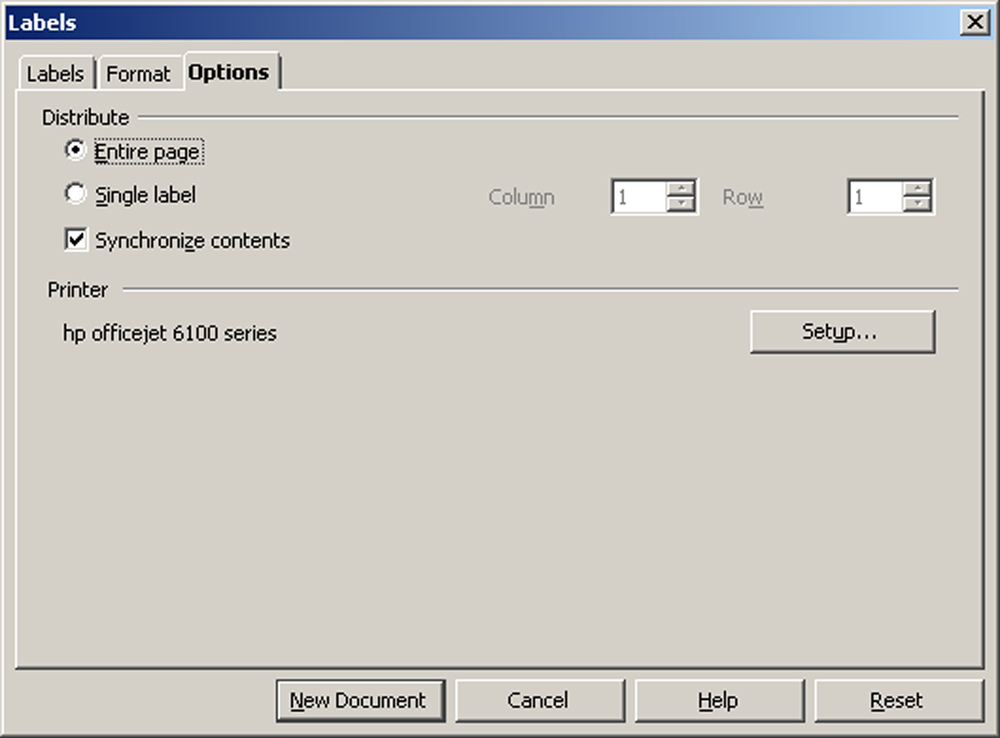 Labels
Labels Format Options
Distribute
Entire page
Single label Column 1 Row 1
Synchronize contents
Printer
hp officejet 6100 series Setup...
New Document Cancel Help Reset